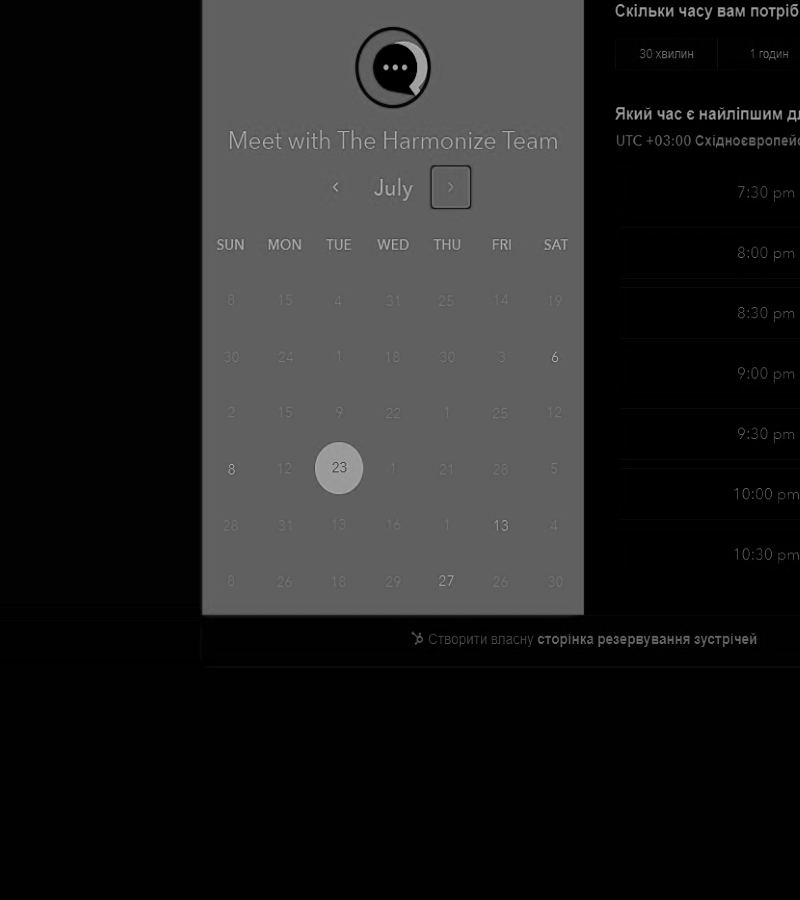 Meet with The Harmonize Team
July
SUN MON TUE WED THU FRI SAT
8 15 4 31 25 14 19
30 24 1 18 30 3 6
2 15 9 22 1 25 12
8 12 23 1 21 28 5
28 31 13 16 1 13 4
8 26 18 29 27 26 30
Скільки часу вам потріб
30 хвилин 1 годин
Який час є найліпшим дл
UTC +03:00 Східноєвропейс
7:30 pm
8:00 pm
8:30 pm
9:00 pm
9:30 pm
10:00 pm
10:30 pm
Створити власну сторінка резервування зустрічей